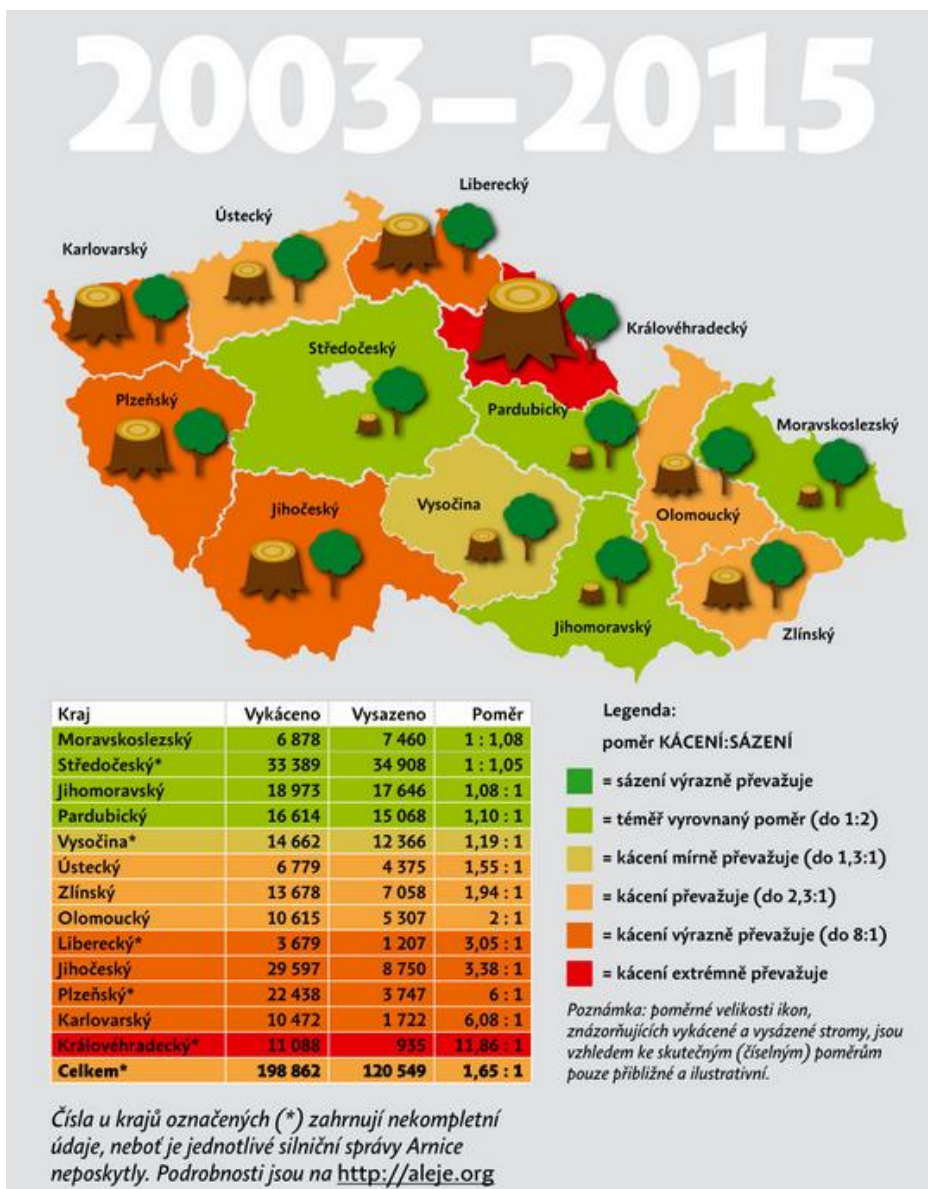 2003–2015
Liberecký
Ústecký
Karlovarský
Královéhradecký
Středočeský
Plzeňský
Pardubický
Moravskoslezský
Vysočina
Jihočeský
Olomoucký
Jihomoravský
Zlínský
Kraj Vykáceno Vysazeno Poměr
Moravskoslezský 6 878 7 460 1 : 1,08
Středočeský* 33 389 34 908 1 : 1,05
Jihomoravský 18 973 17 646 1,08 : 1
Pardubický 16 614 15 068 1,10 : 1
Vysočina* 14 662 12 366 1,19 : 1
Ústecký 6 779 4 375 1,55 : 1
Zlínský 13 678 7 058 1,94 : 1
Olomoucký 10 615 5 307 2 : 1
Liberecký* 3 679 1 207 3,05 : 1
Jihočeský 29 597 8 750 3,38 : 1
Plzeňský* 22 438 3 747 6 : 1
Karlovarský 10 472 1 722 6,08 : 1
Královéhradecký* 11 088 935 11,86 : 1
Celkem* 198 862 120 549 1,65 : 1
Legenda:
poměr KÁCENÍ:SÁZENÍ
= sázení výrazně převažuje
= téměř vyrovnaný poměr (do 1:2)
= kácení mírně převažuje (do 1,3:1)
= kácení převažuje (do 2,3:1)
= kácení výrazně převažuje (do 8:1)
= kácení extrémně převažuje
Poznámka: poměrné velikosti ikon,
znázorňujících vykácené a vysázené stromy, jsou
vzhledem ke skutečným (číselným) poměrům
pouze přibližné a ilustrativní.
Čísla u krajů označených (*) zahrnují nekompletní
údaje, neboť je jednotlivé silniční správy Arnice
neposkytly. Podrobnosti jsou na http://aleje.org